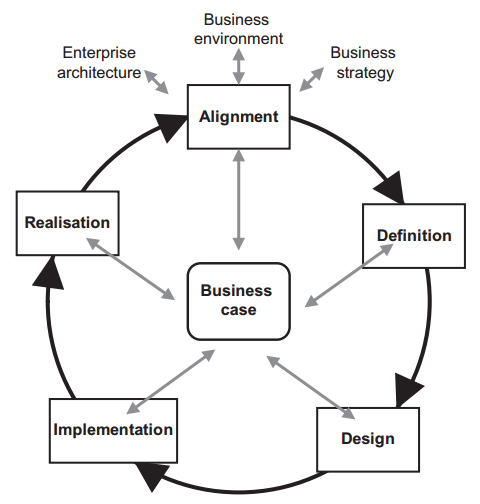 Business
environment
Enterprise
architecture
Business
strategy
Alignment
Realisation
Definition
Business
case
Implementation
Design